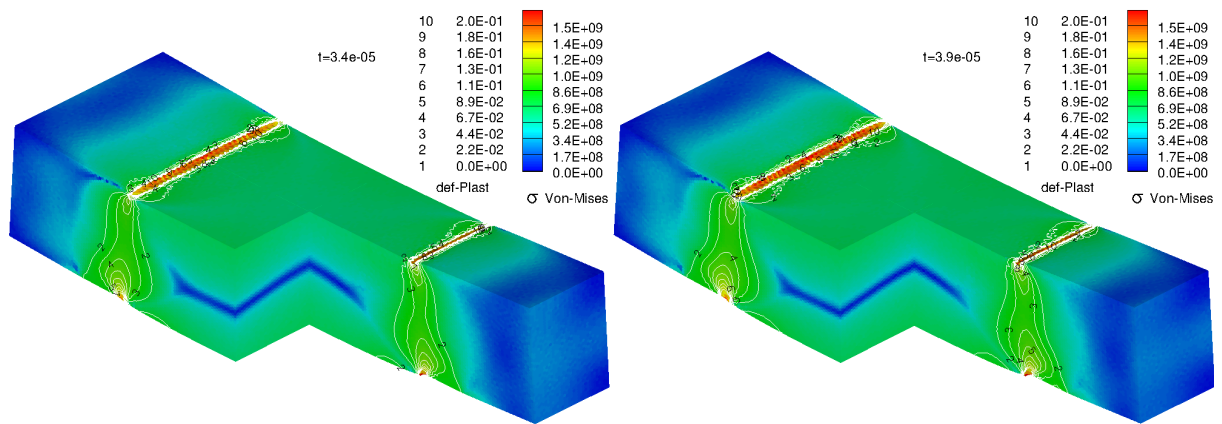 10 2.0E-01
9 1.8E-01
8 1.6E-01
7 1.3E-01
6 1.1E-01
5 8.9E-02
4 6.7E-02
3 4.4E-02
2 2.2E-02
1 0.0E+00
def-Plast
t=3.4e-05
1.5E+09
1.4E+09
1.2E+09
1.0E+09
8.6E+08
6.9E+08
5.2E+08
3.4E+08
1.7E+08
0.0E+00
σ Von-Mises
10 2.0E-01
9 1.8E-01
8 1.6E-01
7 1.3E-01
6 1.1E-01
5 8.9E-02
4 6.7E-02
3 4.4E-02
2 2.2E-02
1 0.0E+00
def-Plast
t=3.9e-05
1.5E+09
1.4E+09
1.2E+09
1.0E+09
8.6E+08
6.9E+08
5.2E+08
3.4E+08
1.7E+08
0.0E+00
σ Von-Mises